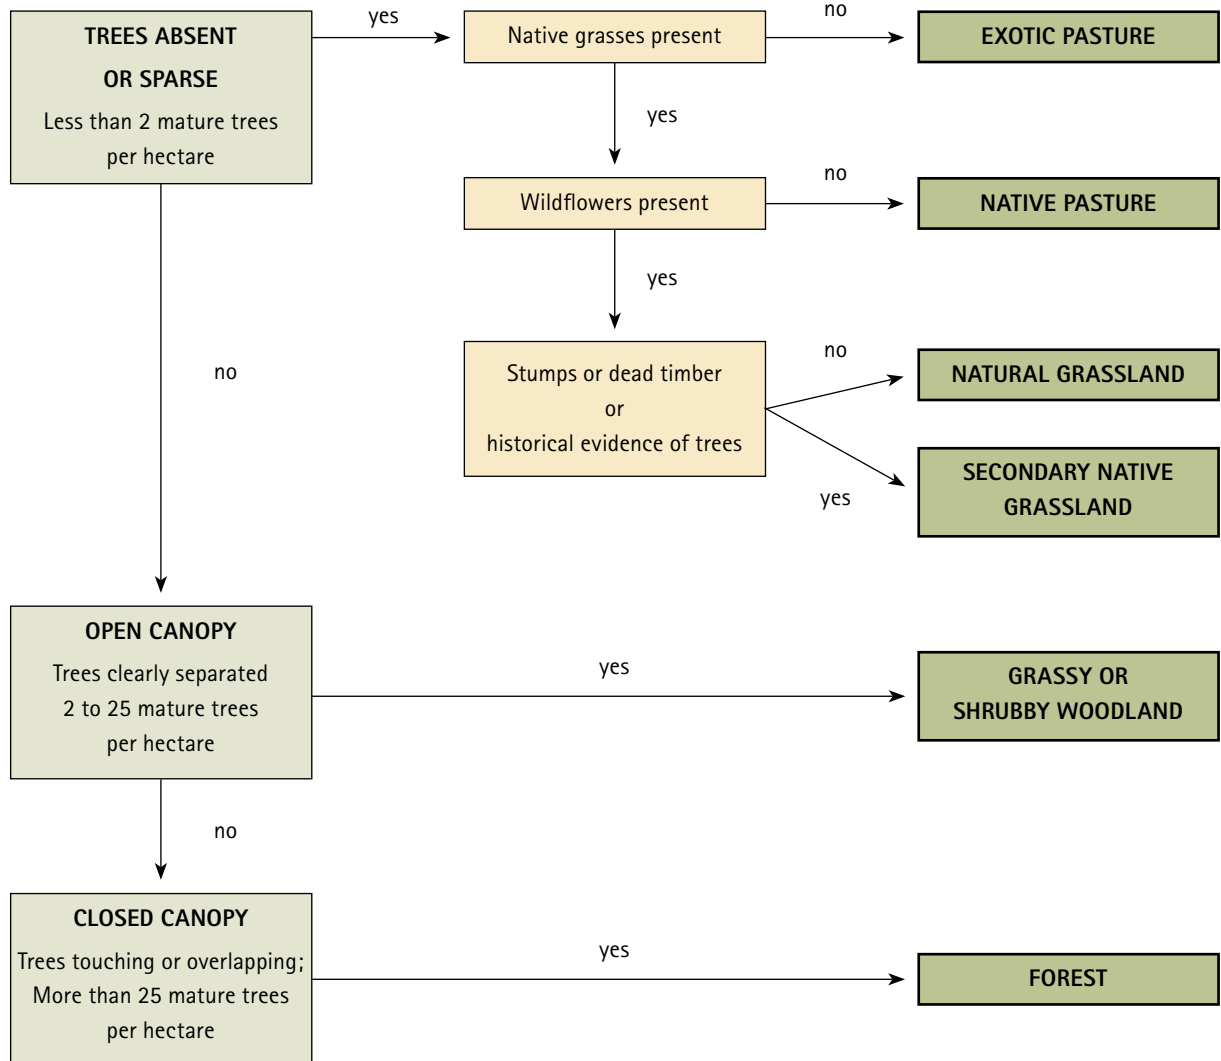 TREES ABSENT
OR SPARSE
Less than 2 mature trees
per hectare
yes
Native grasses present
no
EXOTIC PASTURE
yes
Wildflowers present
no
NATIVE PASTURE
yes
Stumps or dead timber
or
historical evidence of trees
no
NATURAL GRASSLAND
yes
SECONDARY NATIVE
GRASSLAND
no
OPEN CANOPY
Trees clearly separated
2 to 25 mature trees
per hectare
yes
GRASSY OR
SHRUBBY WOODLAND
no
CLOSED CANOPY
Trees touching or overlapping;
More than 25 mature trees
per hectare
yes
FOREST